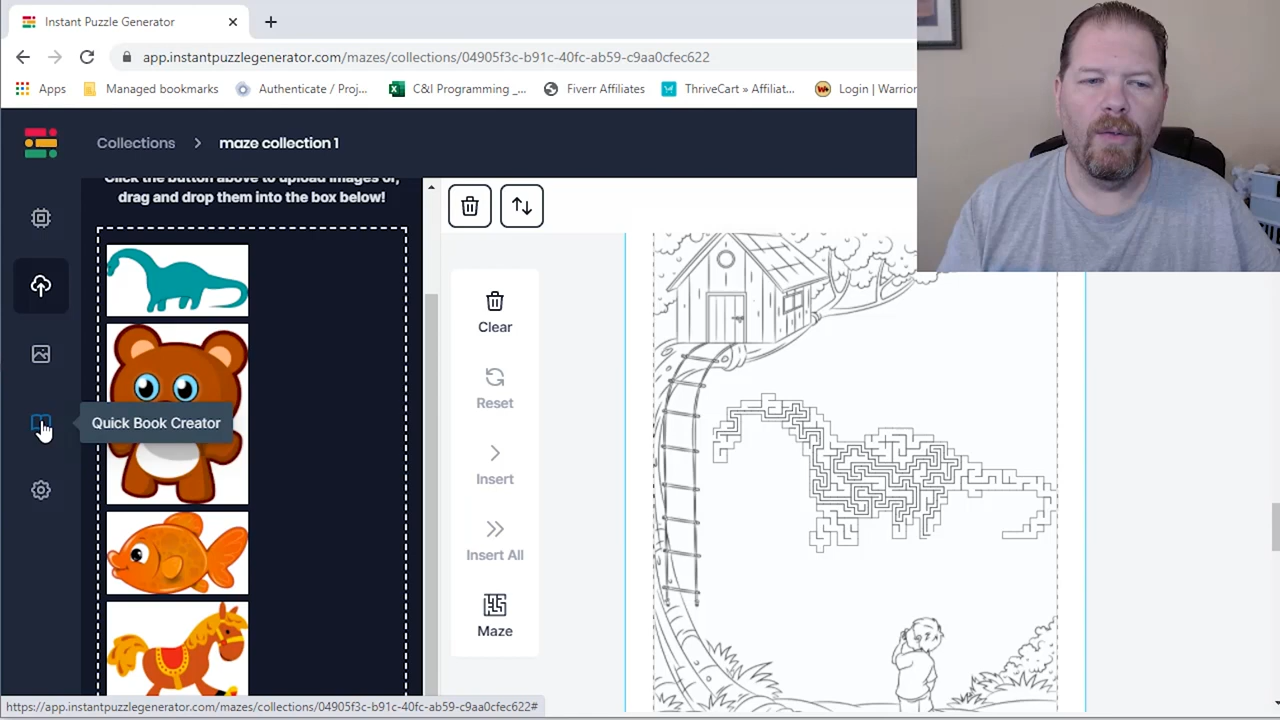 Instant Puzzle Generator
app.instantpuzzlegenerator.com/mazes/collections/04905f3c-b91c-40fc-ab59-c9aa0cfec622
Apps
Managed bookmarks
Authenticate / Proj...
C&I Programming _...
Fiverr Affiliates
ThriveCart » Affiliat...
Login | Warrior
Collections > maze collection 1
Click the button above to upload images or,
drag and drop them into the box below!
Quick Book Creator
Clear
Reset
Insert
Insert All
Maze
https://app.instantpuzzlegenerator.com/mazes/collections/04905f3c-b91c-40fc-ab59-c9aa0cfec622#